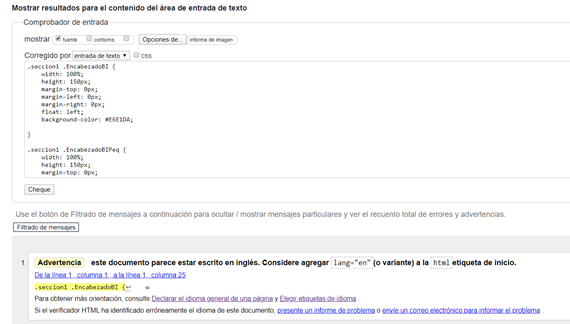 Mostrar resultados para el contenido del área de entrada de texto
Comprobador de entrada
mostrar fuente contorno Opciones de... informe de imagen
Corregido por entrada de texto css
.seccion1 .EncabezadoBI {
width: 100%;
height: 150px;
margin-top: 0px;
margin-left: 0px;
margin-right: 0px;
float: left;
background-color: #E6E1DA;
}
.seccion1 .EncabezadoBIPeq {
width: 100%;
height: 150px;
margin-top: 0px;
Cheque
Use el botón de Filtrado de mensajes a continuación para ocultar / mostrar mensajes particulares y ver el recuento total de errores y advertencias.
Filtrado de mensajes
1. Advertencia este documento parece estar escrito en inglés. Considere agregar lang="en" (o variante) a la html etiqueta de inicio.
De la línea 1 , columna 1 ; a la línea 1 , columna 25
.seccion1 .EncabezadoBI {↩ w
Para obtener más orientación, consulte Declarar el idioma general de una página y Elegir etiquetas de idioma .
Si el verificador HTML ha identificado erróneamente el idioma de este documento, presente un informe de problema o envíe un correo electrónico para informar el problema .